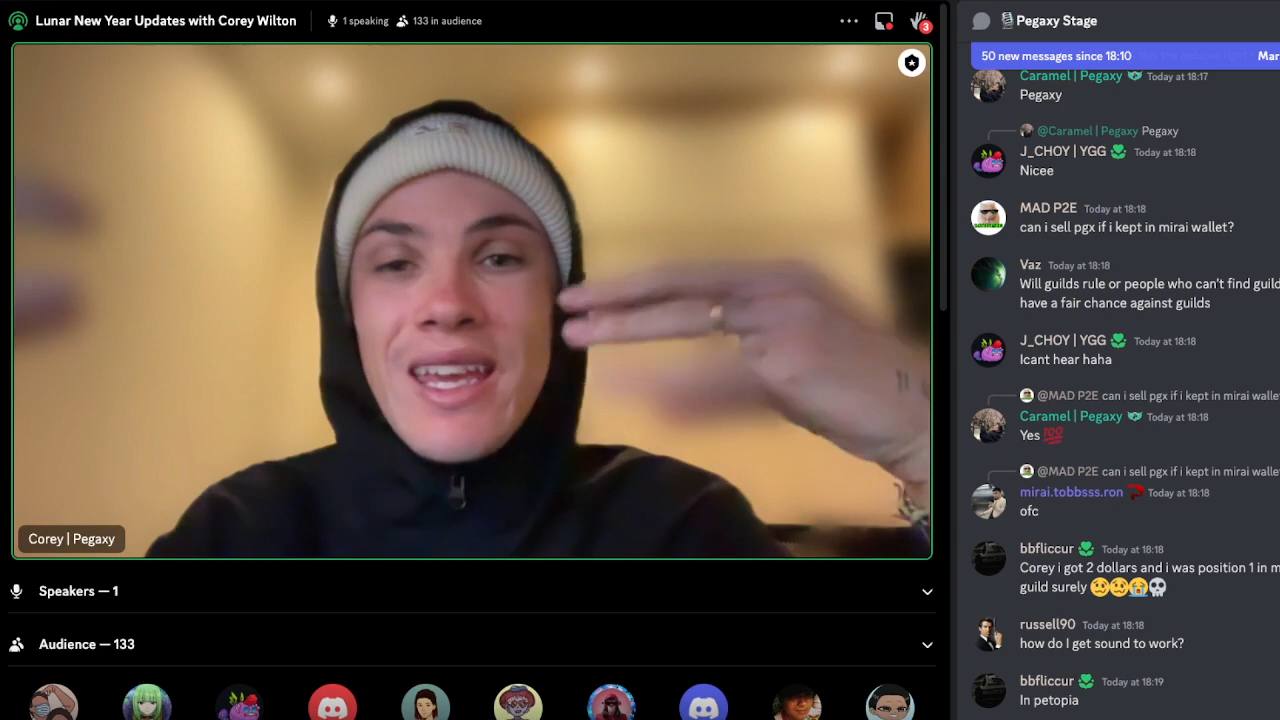 Lunar New Year Updates with Corey Wilton
1 speaking
133 in audience
3
Corey | Pegaxy
Speakers — 1
Audience — 133
Pegaxy Stage
50 new messages since 18:10
Mar
Caramel | Pegaxy Today at 18:17
Pegaxy
@Caramel | Pegaxy Pegaxy
J_CHOY | YGG Today at 18:18
Nicee
MAD P2E Today at 18:18
can i sell pgx if i kept in mirai wallet?
Vaz Today at 18:18
Will guilds rule or people who can't find guild
have a fair chance against guilds
J_CHOY | YGG Today at 18:18
Icant hear haha
@MAD P2E can i sell pgx if i kept in mirai walle
Caramel | Pegaxy Today at 18:18
Yes 💯
@MAD P2E can i sell pgx if i kept in mirai walle
mirai.tobbsss.ron Today at 18:18
ofc
bbfliccur Today at 18:18
Corey i got 2 dollars and i was position 1 in m
guild surely 🥴🥴😭💀
russell90 Today at 18:18
how do I get sound to work?
bbfliccur Today at 18:19
In petopia